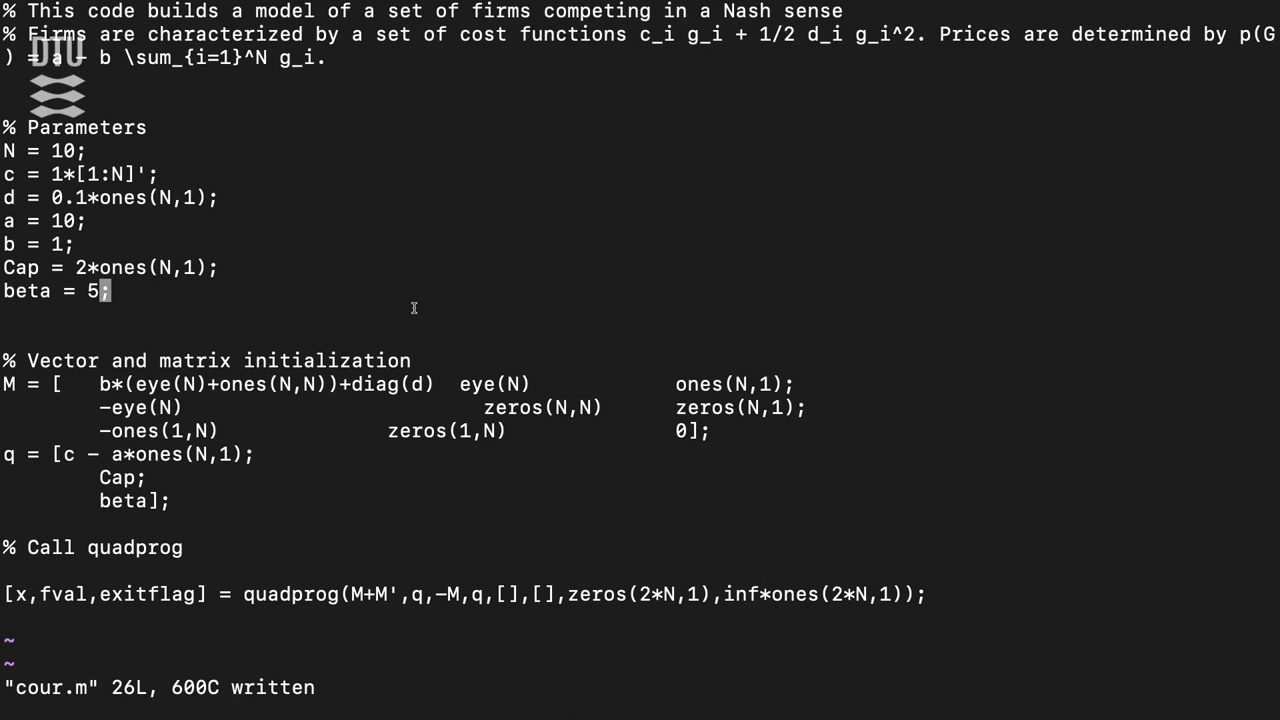 % This code builds a model of a set of firms competing in a Nash sense
% Firms are characterized by a set of cost functions c_i g_i + 1/2 d_i g_i^2. Prices are determined by p(G
) = a - b \sum_{i=1}^N g_i.
DTU
% Parameters
N = 10;
c = 1*[1:N]';
d = 0.1*ones(N,1);
a = 10;
b = 1;
Cap = 2*ones(N,1);
beta = 5;
% Vector and matrix initialization
M = [ b*(eye(N)+ones(N,N))+diag(d) eye(N) ones(N,1);
-eye(N) zeros(N,N) zeros(N,1);
-ones(1,N) zeros(1,N) 0];
q = [c - a*ones(N,1);
Cap;
beta];
% Call quadprog
[x,fval,exitflag] = quadprog(M+M',q,-M,q,[],[],zeros(2*N,1),inf*ones(2*N,1));
~
~
"cour.m" 26L, 600C written